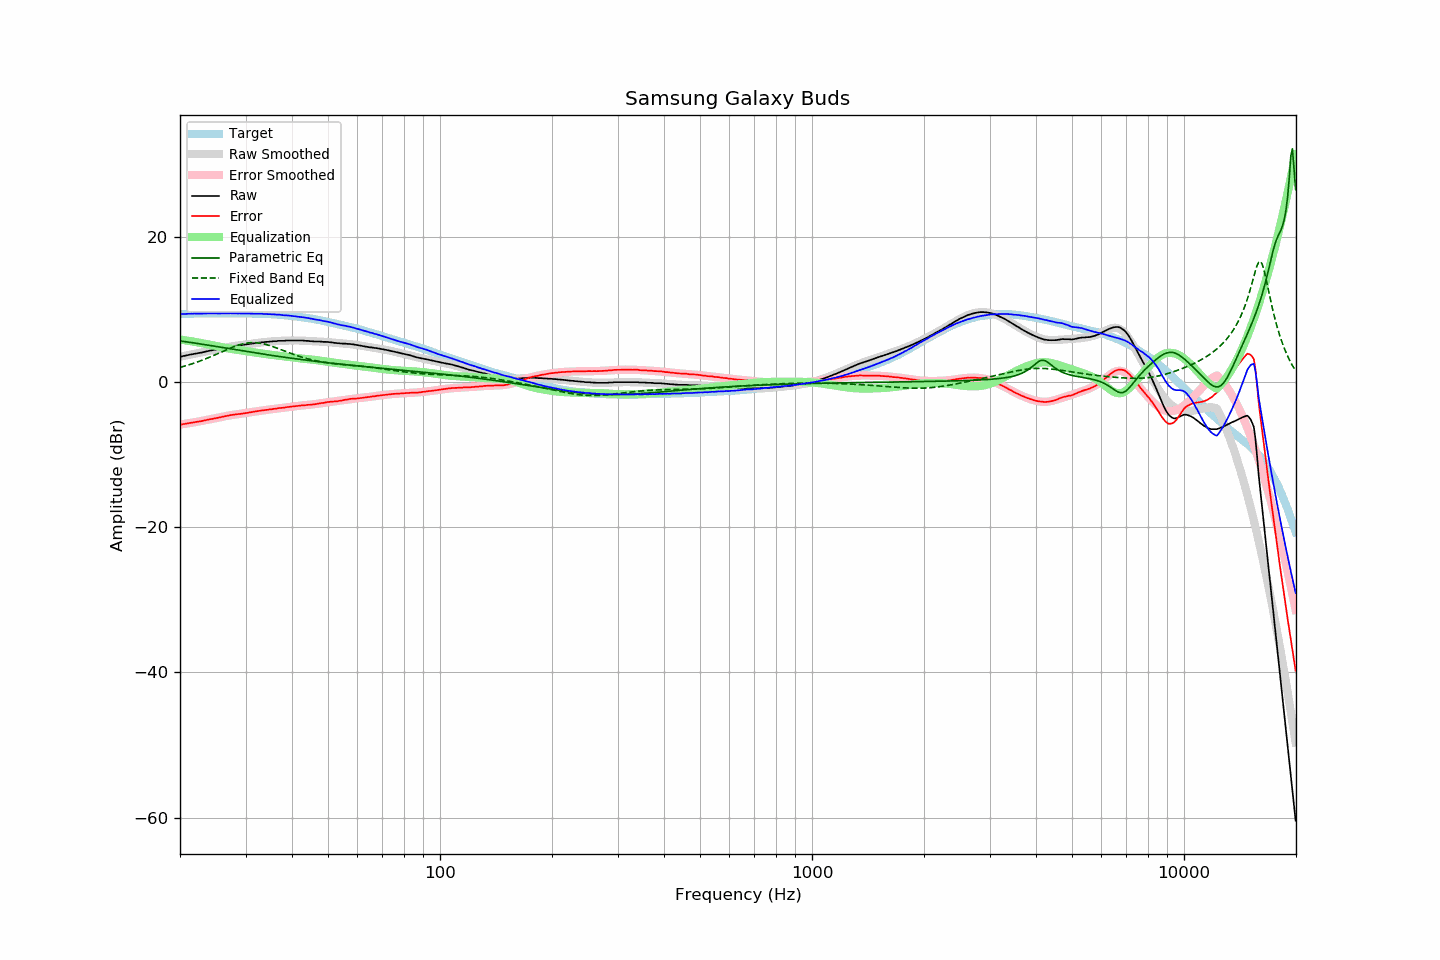 Samsung Galaxy Buds
Target
Raw Smoothed
Error Smoothed
Raw
Error
Equalization
Parametric Eq
Fixed Band Eq
Equalized
20
0
−20
−40
−60
Amplitude (dBr)
100
1000
10000
Frequency (Hz)